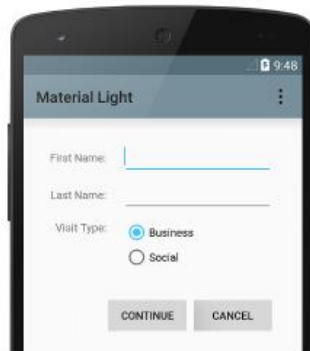 9:48
Material Light
First Name:
Last Name:
Visit Type:
Business
Social
CONTINUE CANCEL